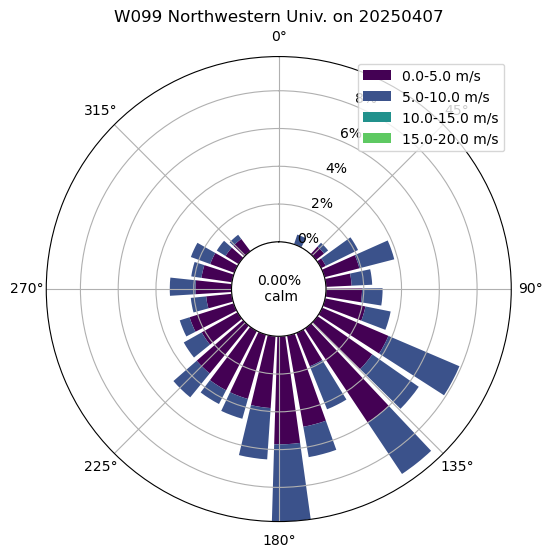 W099 Northwestern Univ. on 20250407
0°
0.0-5.0 m/s
5.0-10.0 m/s
10.0-15.0 m/s
15.0-20.0 m/s
315°
45°
8%
6%
4%
2%
0%
0.00%
calm
270°
90°
225°
135°
180°